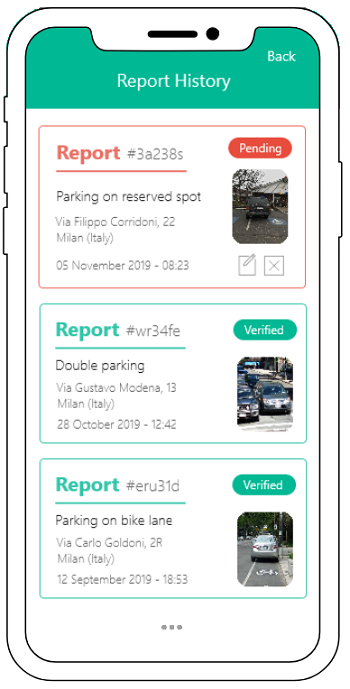 Back
Report History
Report #3a238s
Pending
Parking on reserved spot
Via Filippo Corridoni, 22
Milan (Italy)
05 November 2019 - 08:23
Report #wr34fe
Verified
Double parking
Via Gustavo Modena, 13
Milan (Italy)
28 October 2019 - 12:42
Report #eru31d
Verified
Parking on bike lane
Via Carlo Goldoni, 2R
Milan (Italy)
12 September 2019 - 18:53